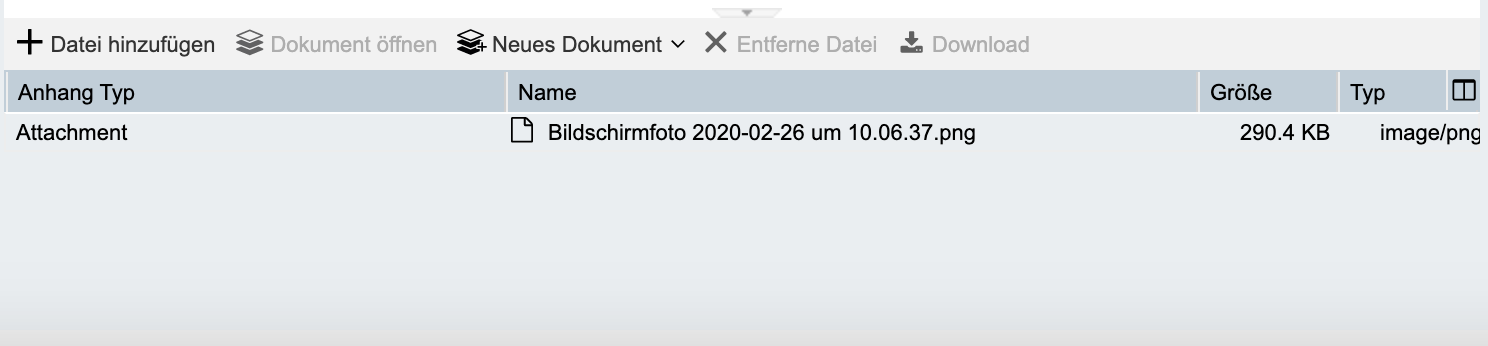 Datei hinzufügen Dokument öffnen Neues Dokument Entferne Datei Download
Anhang Typ Name Größe Typ
Attachment Bildschirmfoto 2020-02-26 um 10.06.37.png 290.4 KB image/png